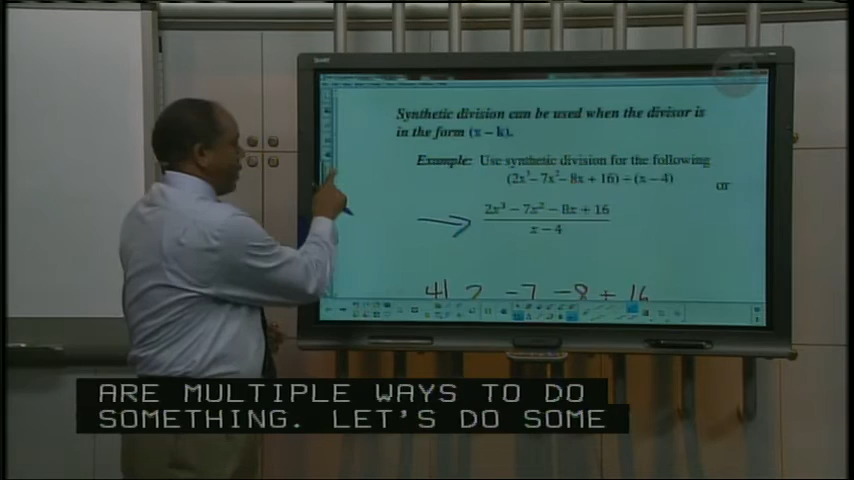 Synthetic division can be used when the divisor is
in the form (x – k).
Example: Use synthetic division for the following
(2x³– 7x²– 8x + 16) ÷ (x – 4)
or
2x³ – 7x² – 8x + 16
x – 4
4| 2 -7 -8 + 16
ARE MULTIPLE WAYS TO DO
SOMETHING. LET'S DO SOME